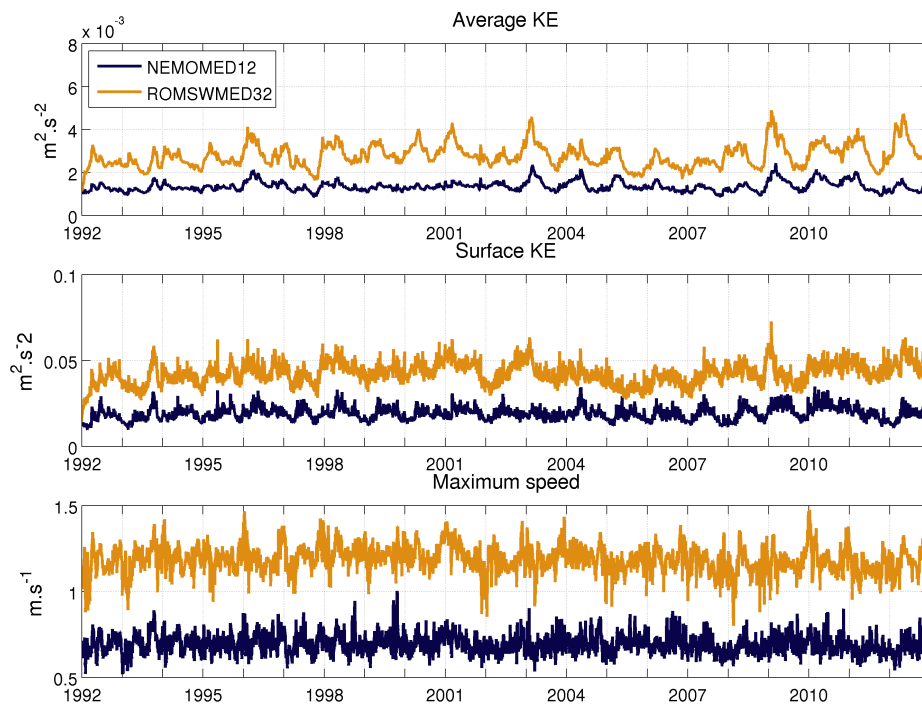 Average KE
x 10⁻³
8
6
4
2
0
m².s⁻²
NEMOMED12
ROMSWMED32
1992 1995 1998 2001 2004 2007 2010
Surface KE
0.1
0.05
0
m².s⁻2
1992 1995 1998 2001 2004 2007 2010
Maximum speed
1.5
1
0.5
m.s⁻¹
1992 1995 1998 2001 2004 2007 2010